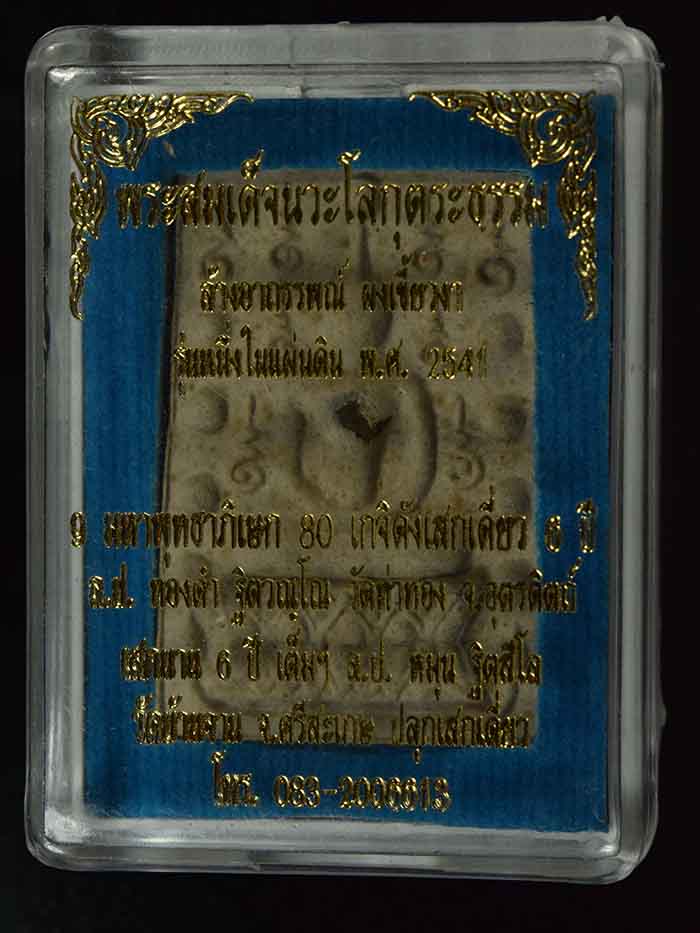 พระสมเด็จนวะโลกุตระธรรม
ล้างอาถรรพณ์ ผงเขี้ยวงา
รุ่นหนึ่งในแผ่นดิน พ.ศ. 2541
9 มหาพุทธาภิเษก 80 เกจิดังเสกเดี่ยว 6 ปี
ล.ป. ทองดำ ฐิตวณฺโณ วัดท่าทอง จ.อุตรดิตถ์
เสกนาน 6 ปี เต็มๆ ล.ป. หมุน ฐิตสีโล
วัดบ้านจาน จ.ศรีสะเกษ ปลุกเสกเดี่ยว
โทร. 083-2006613